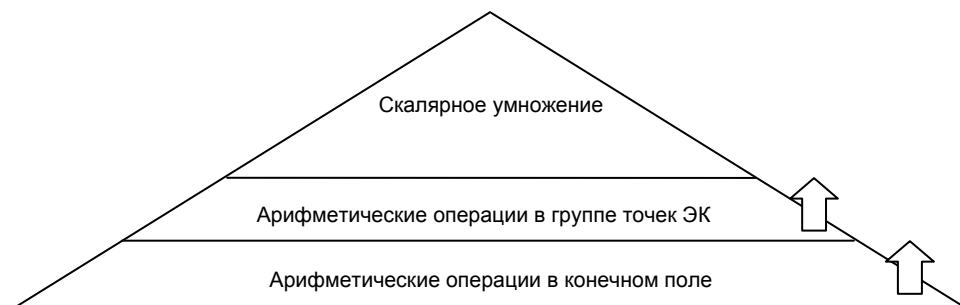 Скалярное умножение
Арифметические операции в группе точек ЭК
Арифметические операции в конечном поле